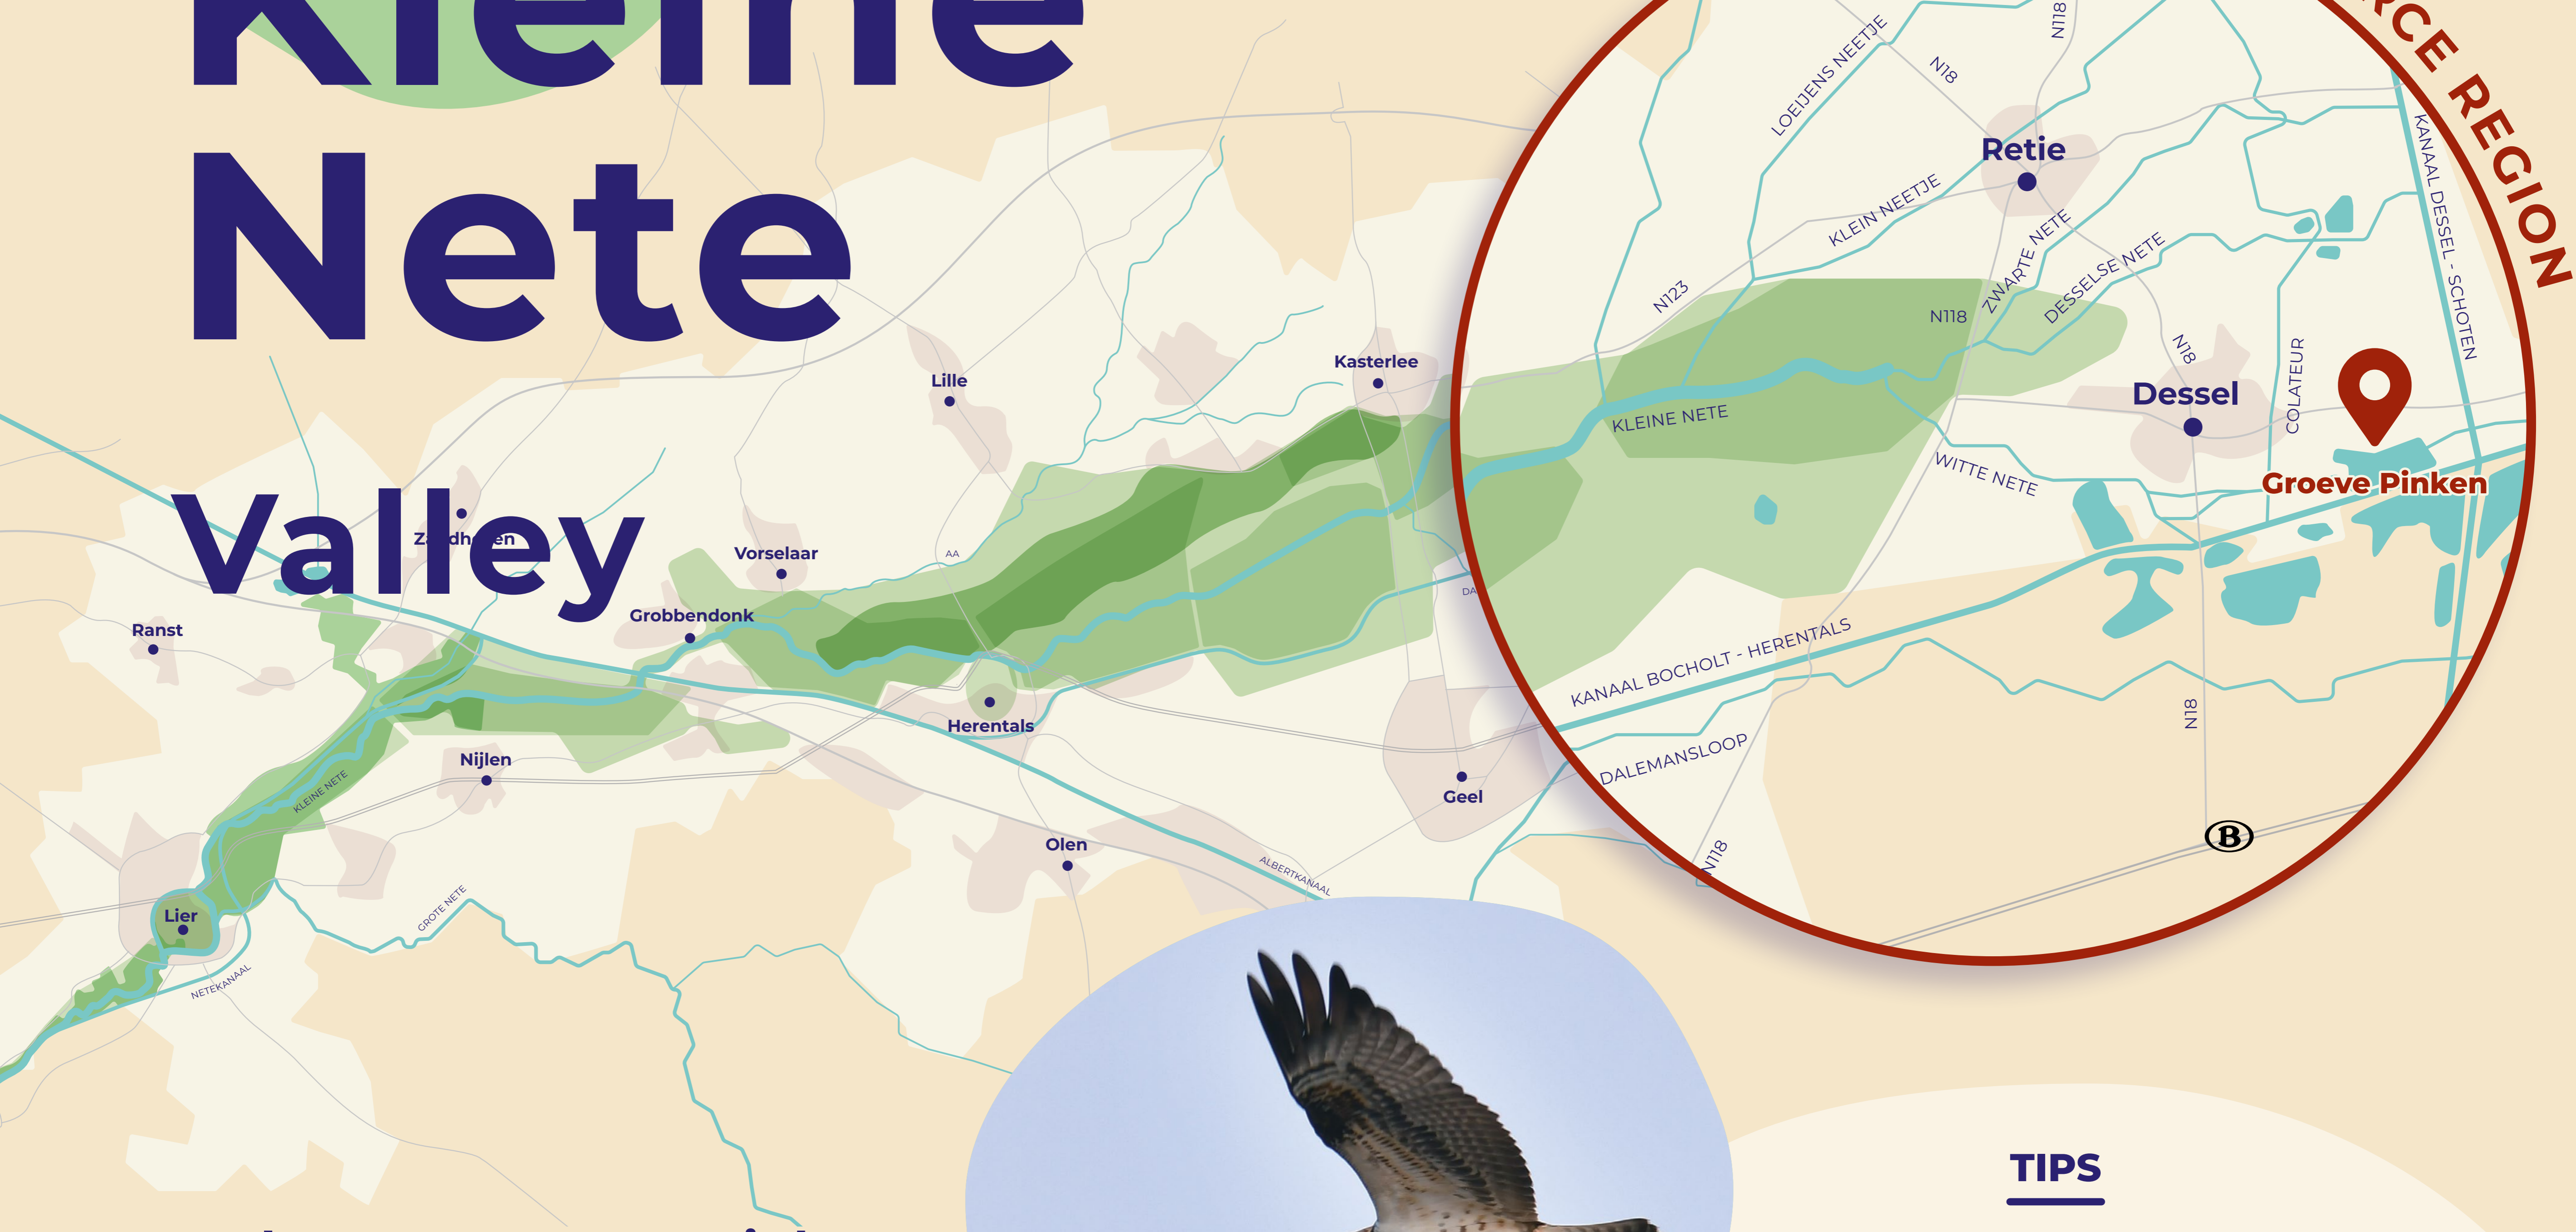 Kleine
Nete
Valley
RCE REGION
LOEIJENS NEETJE
N18
N118
Retie
KLEIN NEETJE
ZWARTE NETE
DESSELSE NETE
KANAAL DESSEL - SCHOTEN
N123
N118
N18
COLATEUR
Dessel
KLEINE NETE
WITTE NETE
Groeve Pinken
KANAAL BOCHOLT - HERENTALS
DALEMANSLOOP
N18
N118
B
Kasterlee
Lille
Vorselaar
AA
DA
Grobbendonk
Ranst
Herentals
Nijlen
KLEINE NETE
Geel
Olen
ALBERTKANAAL
Lier
GROTE NETE
NETEKANAAL
TIPS